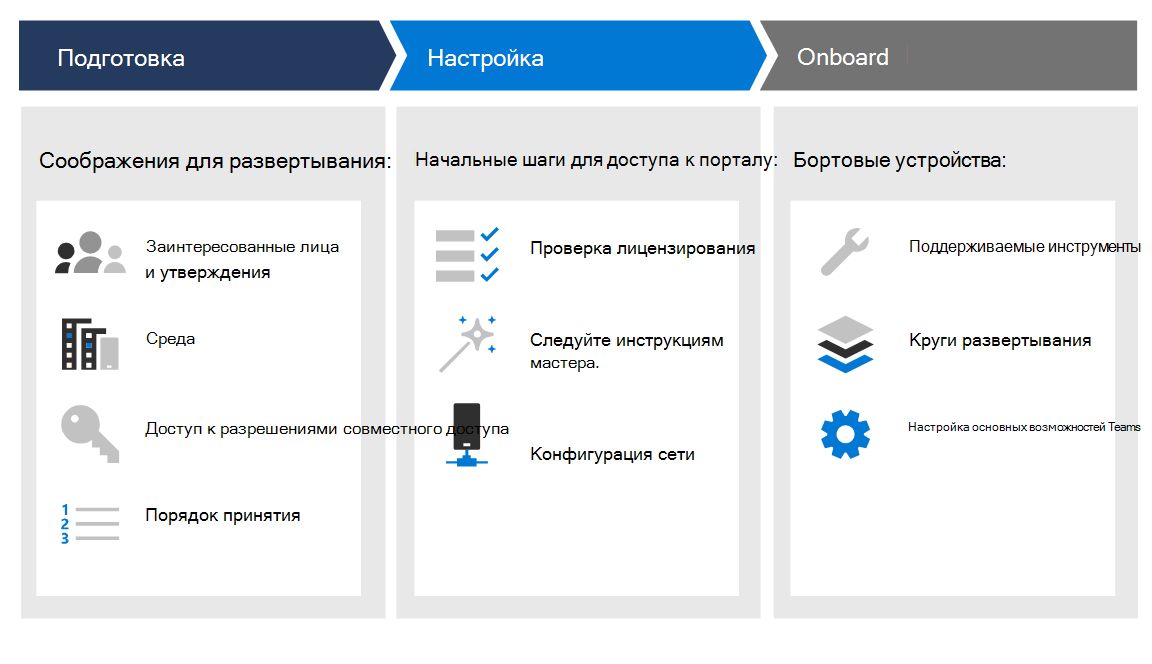 Подготовка
Настройка
Onboard
Соображения для развертывания:
Заинтересованные лица
и утверждения
Среда
Доступ к разрешениями совместного доступа
1
2
3
Порядок принятия
Начальные шаги для доступа к порталу:
Проверка лицензирования
Следуйте инструкциям
мастера.
Конфигурация сети
Бортовые устройства:
Поддерживаемые инструменты
Круги развертывания
Настройка основных возможностей Teams